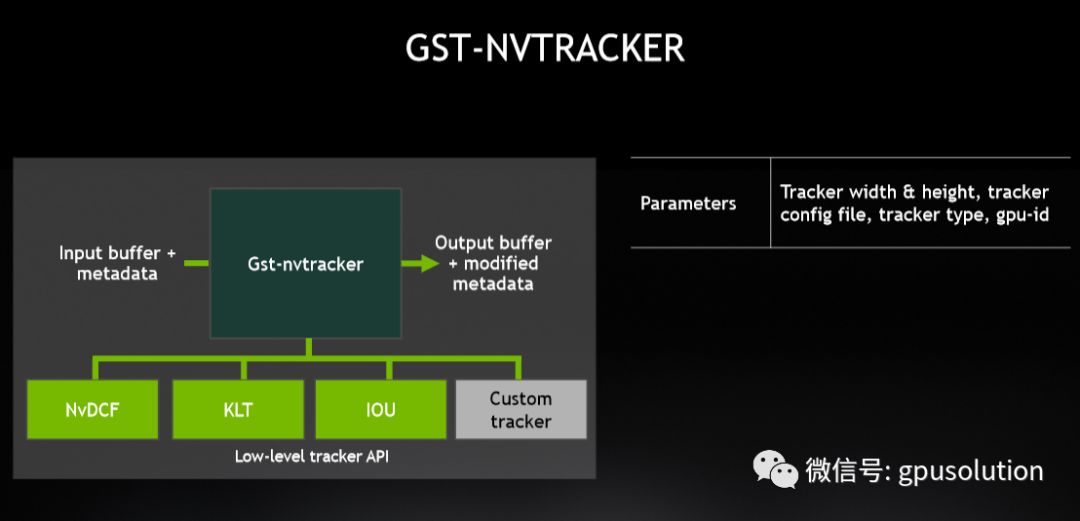 GST-NVTRACKER
Input buffer +
metadata
Gst-nvtracker
Output buffer
+ modified
metadata
NvDCF
KLT
IOU
Custom
tracker
Low-level tracker API
Parameters
Tracker width & height, tracker
config file, tracker type, gpu-id
微信号: gpusolution